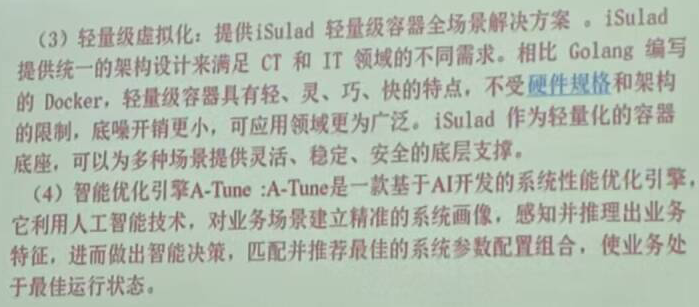 （3）轻量级虚拟化：提供iSulad 轻量级容器全场景解决方案 。iSulad
提供统一的架构设计来满足 CT 和 IT 领域的不同需求。相比 Golang 编写
的 Docker，轻量级容器具有轻、灵、巧、快的特点，不受硬件规格和架构
的限制，底噪开销更小，可应用领域更为广泛。iSulad 作为轻量化的容器
底座，可以为多种场景提供灵活、稳定、安全的底层支撑。
（4）智能优化引擎A-Tune :A-Tune是一款基于AI开发的系统性能优化引擎，
它利用人工智能技术，对业务场景建立精准的系统画像，感知并推理出业务
特征，进而做出智能决策，匹配并推荐最佳的系统参数配置组合，使业务处
于最佳运行状态。